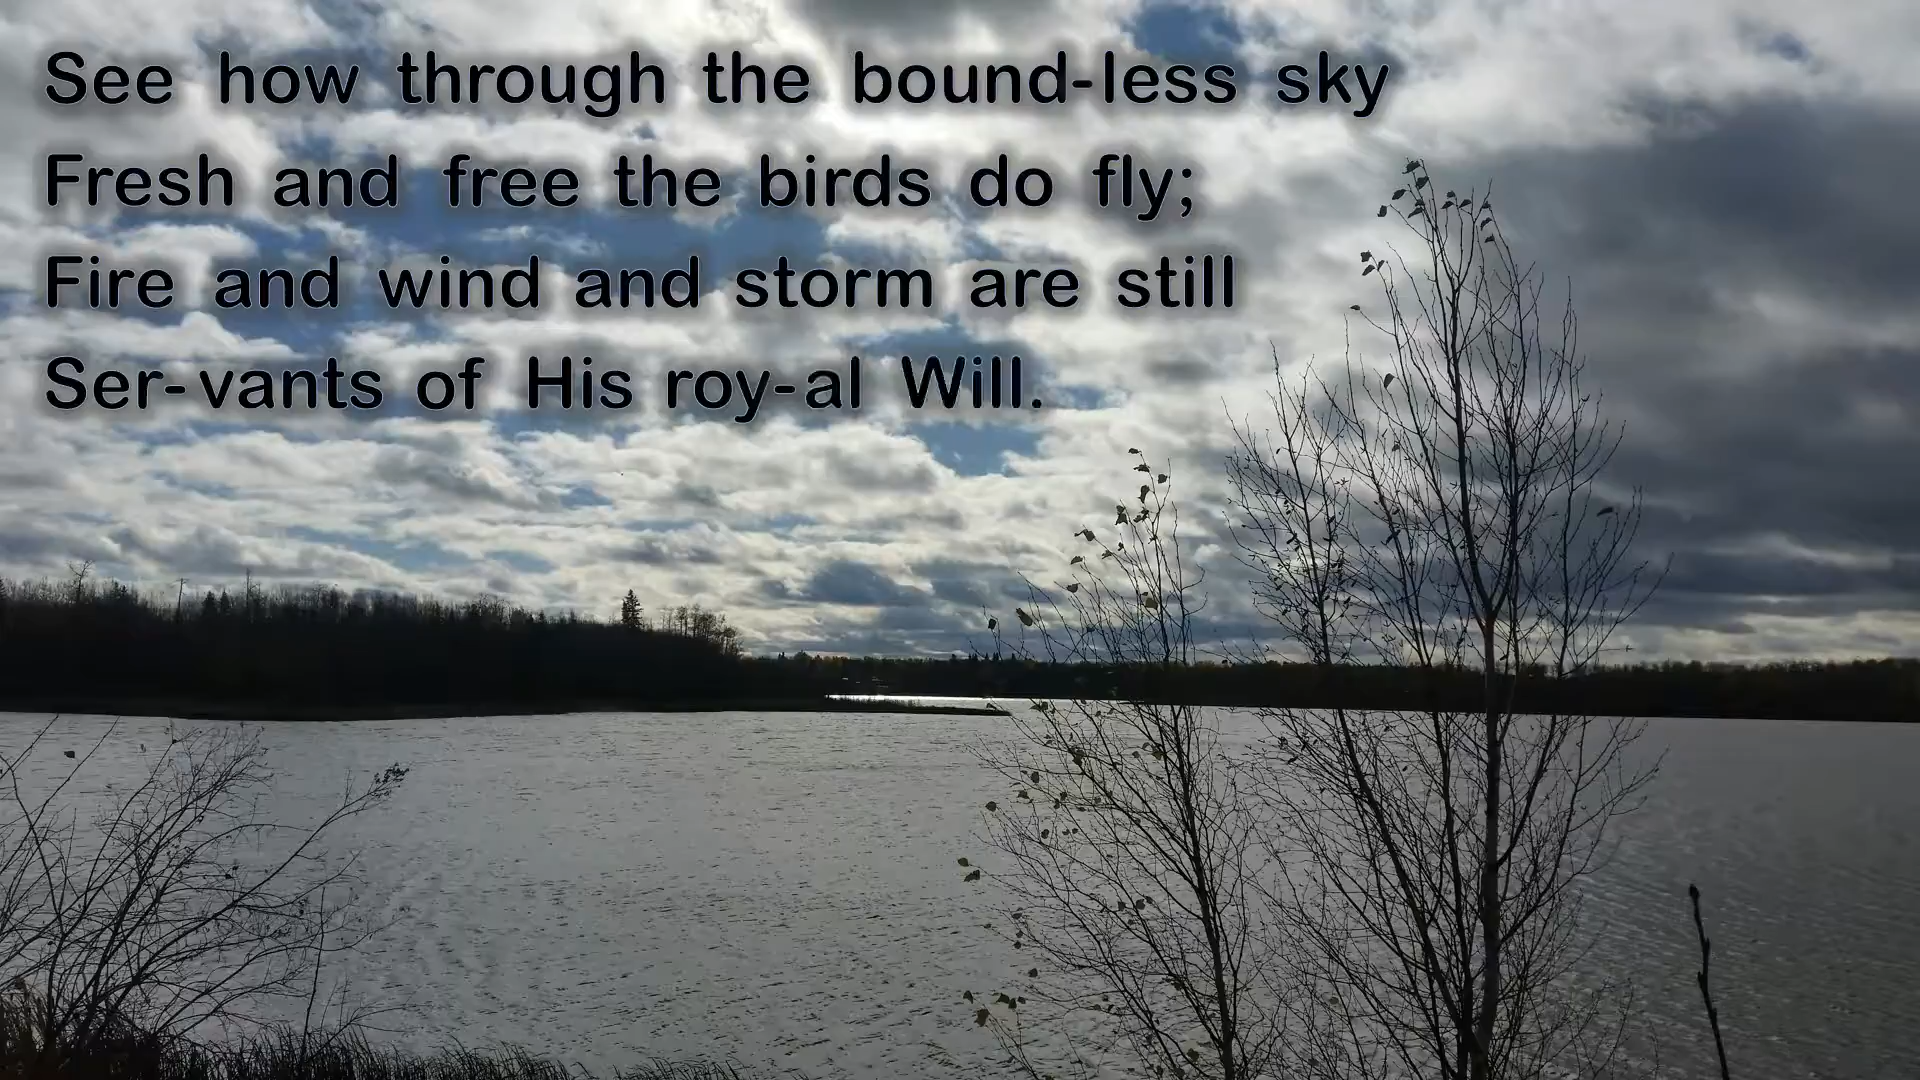 See how through the bound-less sky
Fresh and free the birds do fly;
Fire and wind and storm are still
Ser-vants of His roy-al Will.